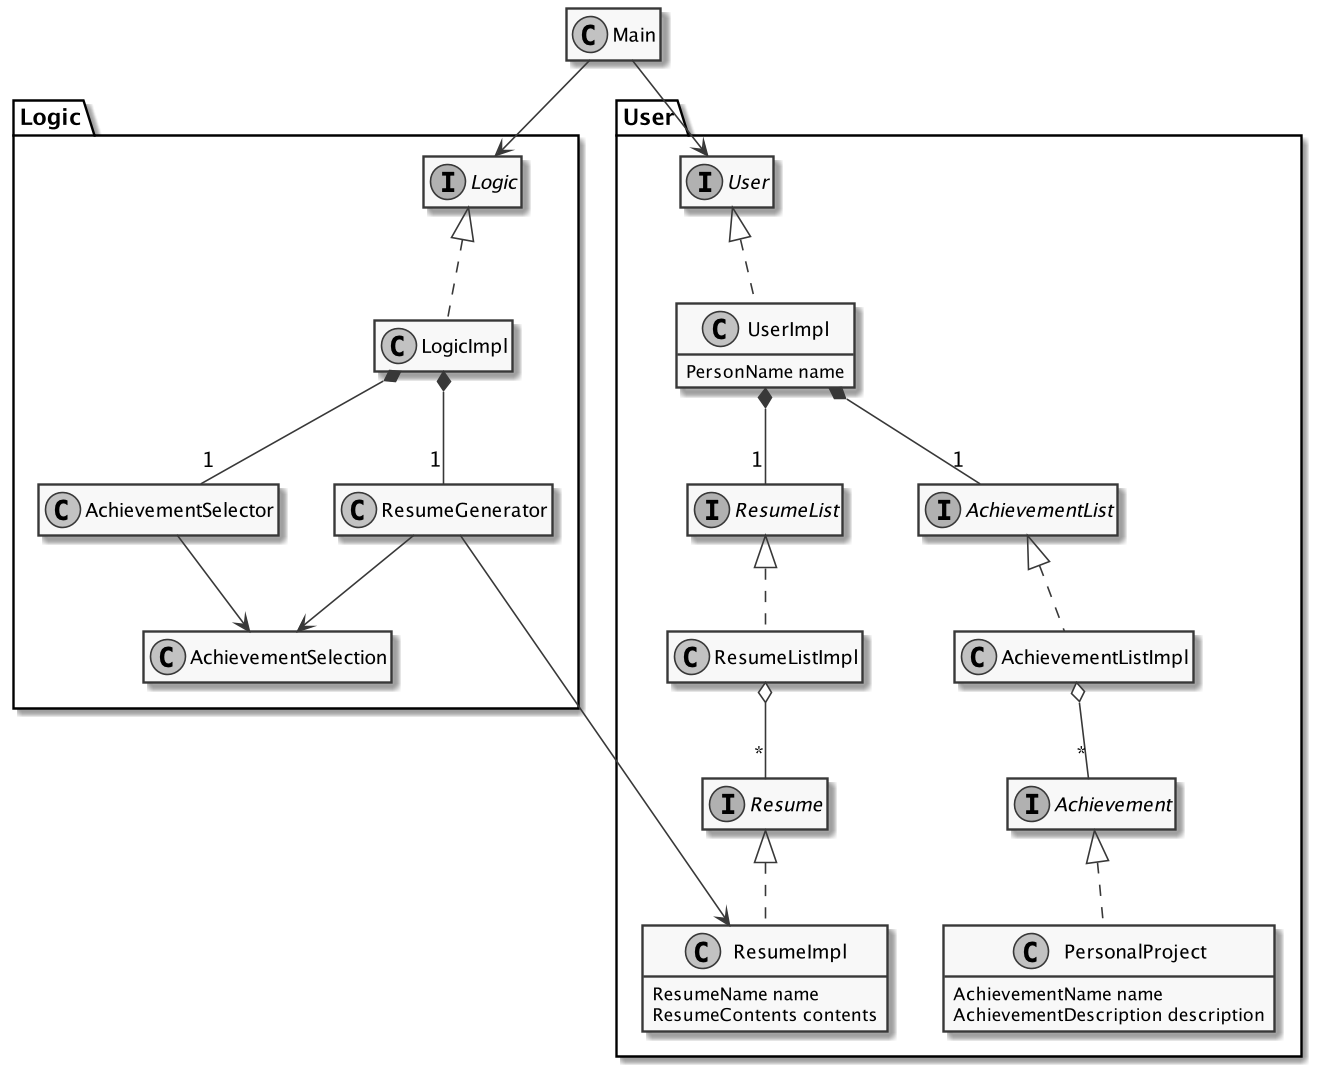 C Main
Logic
User
I Logic
I User
C LogicImpl
C UserImpl
PersonName name
1
1
1
1
C AchievementSelector
C ResumeGenerator
I ResumeList
I AchievementList
C AchievementSelection
C ResumeListImpl
C AchievementListImpl
*
*
I Resume
I Achievement
C ResumeImpl
ResumeName name
ResumeContents contents
C PersonalProject
AchievementName name
AchievementDescription description